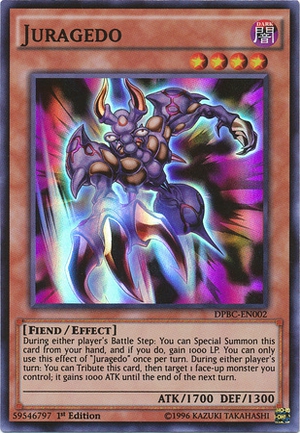 JURAGEDO
DARK
闇
DPBC-EN002
[FIEND / EFFECT]
During either player's Battle Step: You can Special Summon this
card from your hand, and if you do, gain 1000 LP. You can only
use this effect of "Juragedo" once per turn. During either player's
turn: You can Tribute this card, then target 1 face-up monster you
control; it gains 1000 ATK until the end of the next turn.
ATK/1700 DEF/1300
59546797 1st Edition ©1996 KAZUKI TAKAHASHI